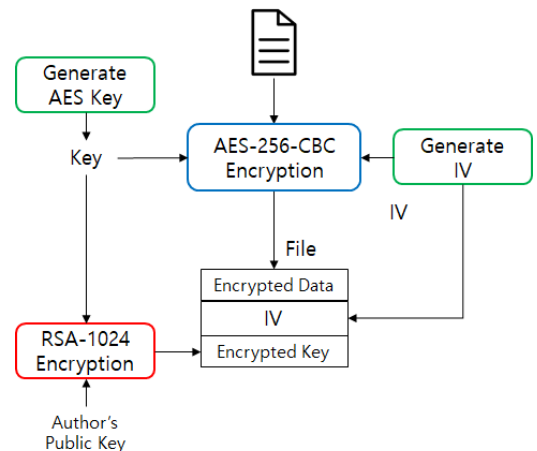 Generate
AES Key
Key
AES-256-CBC
Encryption
Generate
IV
IV
File
Encrypted Data
IV
Encrypted Key
RSA-1024
Encryption
Author's
Public Key